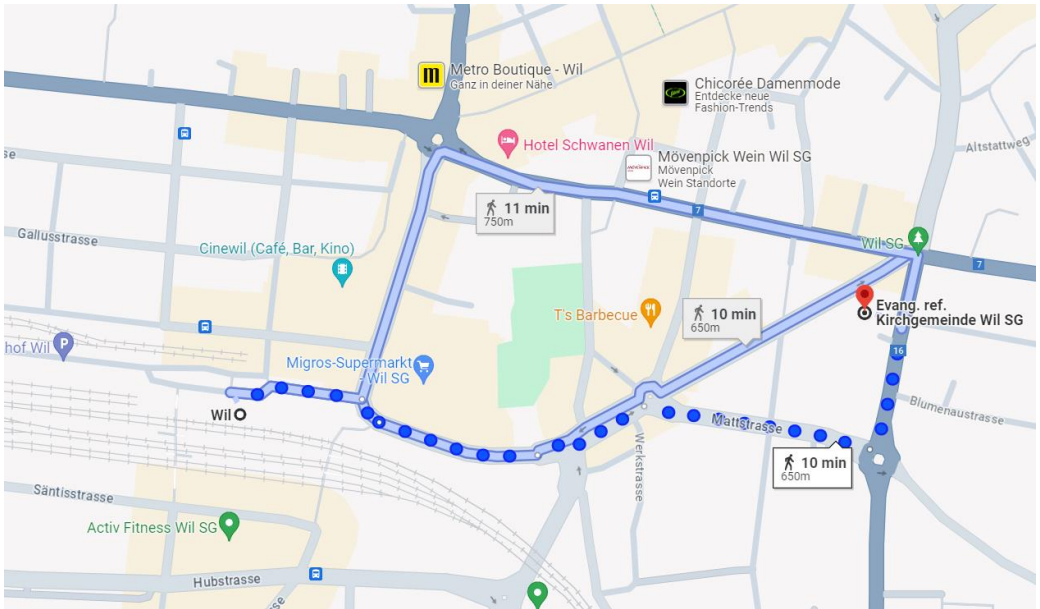 m
Metro Boutique - Wil
Ganz in deiner Nähe
Chicorée Damenmode
Entdecke neue
Fashion-Trends
Hotel Schwanen Wil
Altstattweg
Mövenpick Wein Wil SG
Mövenpick
Wein Standorte
se
11 min
750m
7
Gallusstrasse
Cinewil (Café, Bar, Kino)
Wil SG
7
T's Barbecue
10 min
650m
Evang. ref.
Kirchgemeinde Wil SG
hof Wil
P
Migros-Supermarkt
- Wil SG
16
Wil
Blumenaustrasse
Mattstrasse
Werkstrasse
10 min
650m
Säntisstrasse
Activ Fitness Wil SG
Hubstrasse
se